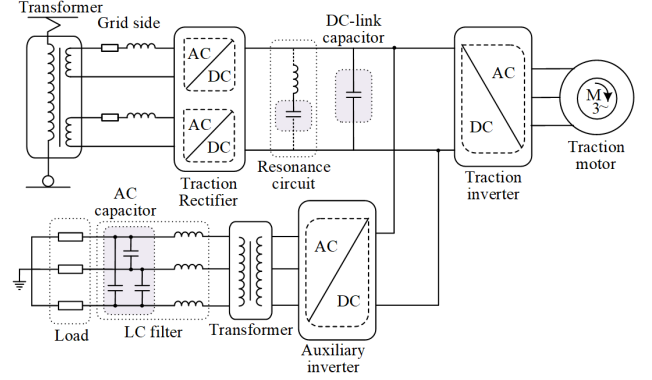 Transformer
Grid side
DC-link
capacitor
AC
DC
AC
DC
AC
DC
M
3~
Traction
Rectifier
Resonance
circuit
Traction
inverter
Traction
motor
AC
capacitor
AC
DC
Load
LC filter
Transformer
Auxiliary
inverter